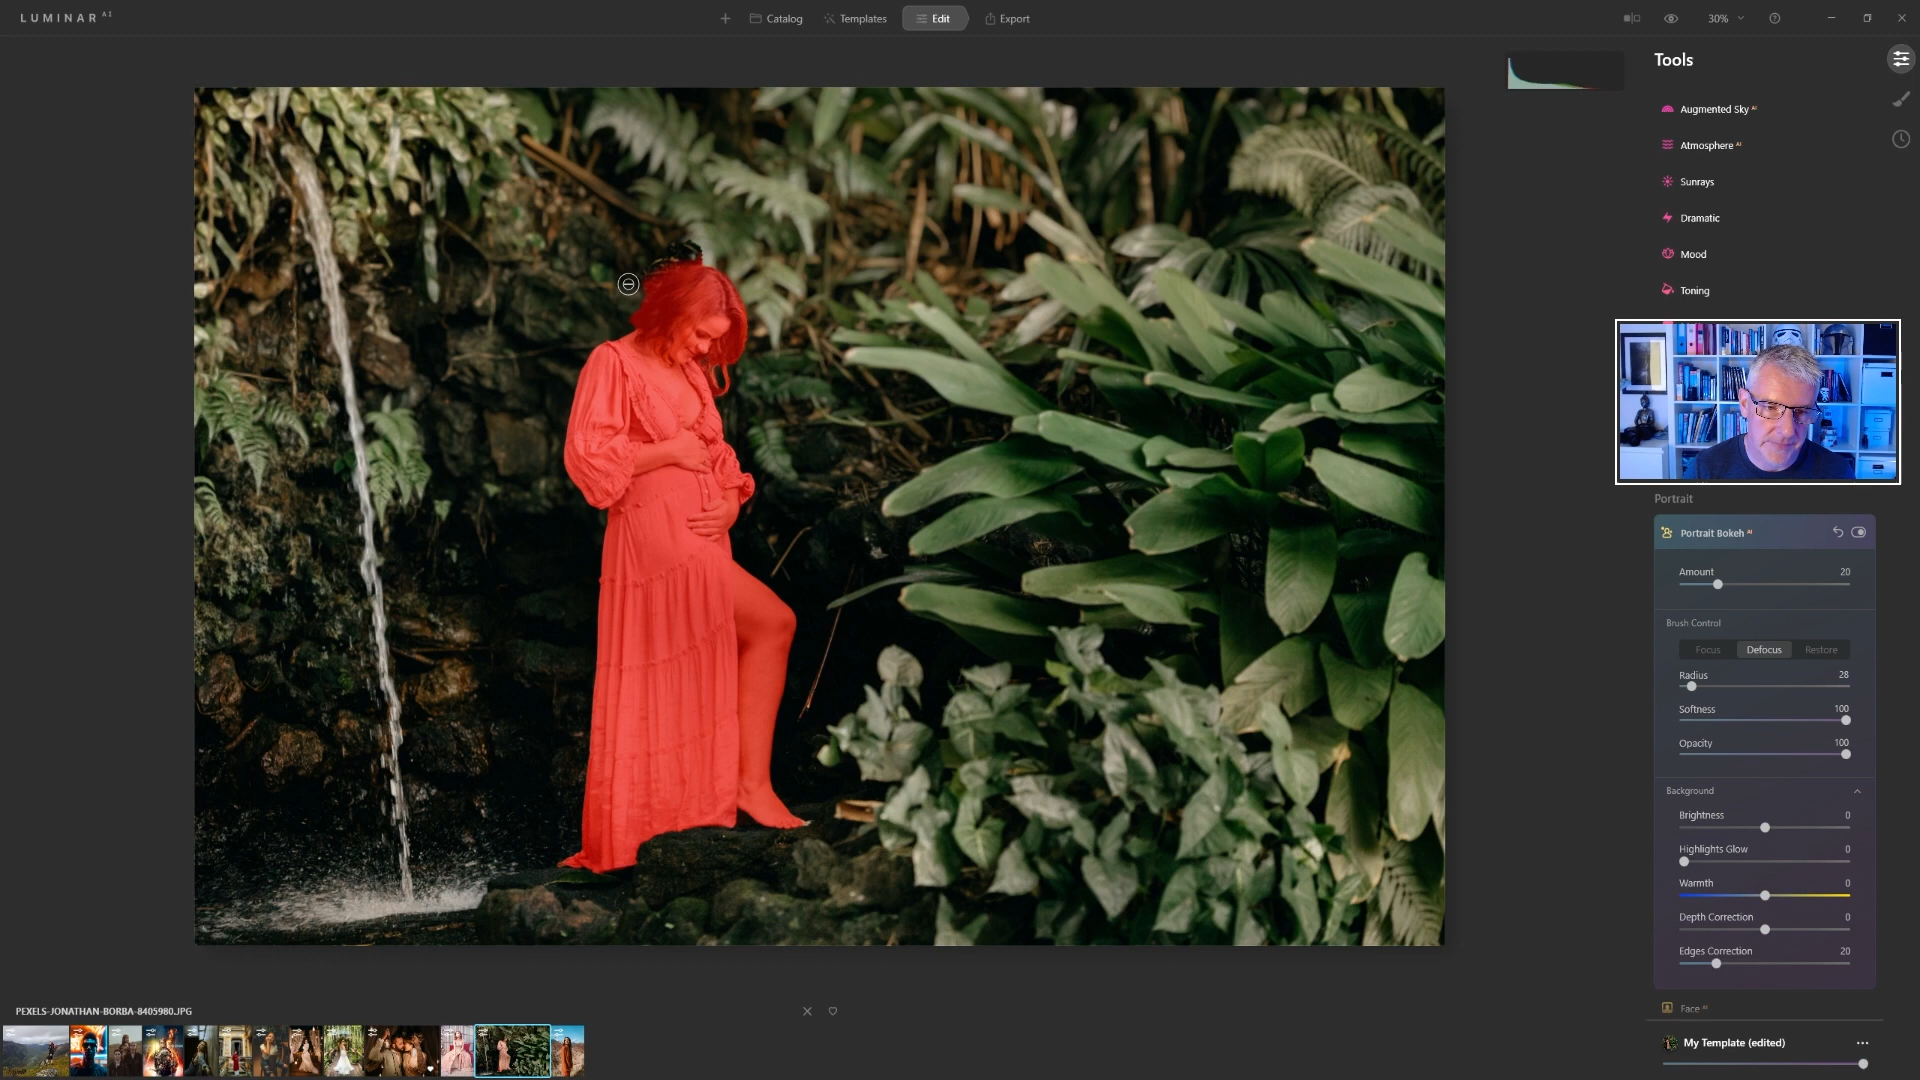 LUMINAR AI
Catalog
Templates
Edit
Export
30%
Tools
Augmented Sky AI
Atmosphere AI
Sunrays
Dramatic
Mood
Toning
Portrait
Portrait Bokeh AI
Amount 20
Brush Control
Focus Defocus Restore
Radius 28
Softness 100
Opacity 100
Background
Brightness 0
Highlights Glow 0
Warmth 0
Depth Correction 0
Edges Correction 20
Face AI
PEXELS-JONATHAN-BORBA-8405980.JPG
My Template (edited)